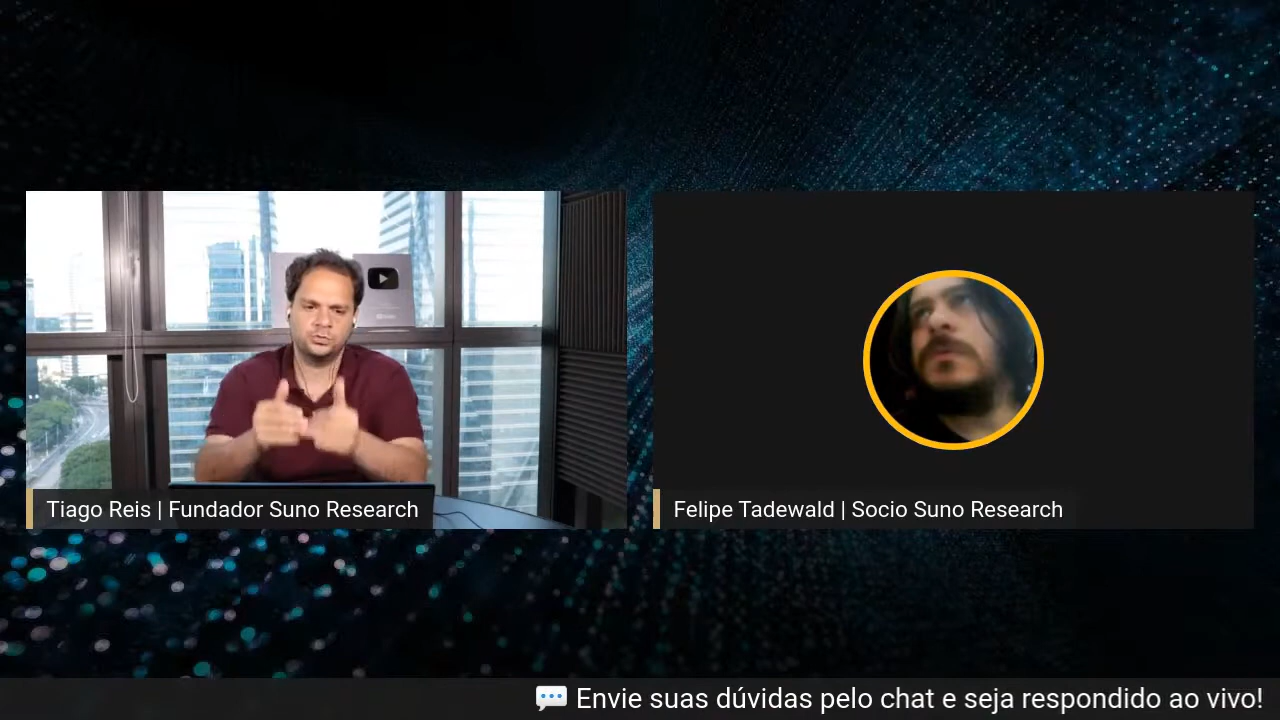 Tiago Reis | Fundador Suno Research
Felipe Tadewald | Socio Suno Research
💬 Envie suas dúvidas pelo chat e seja respondido ao vivo!